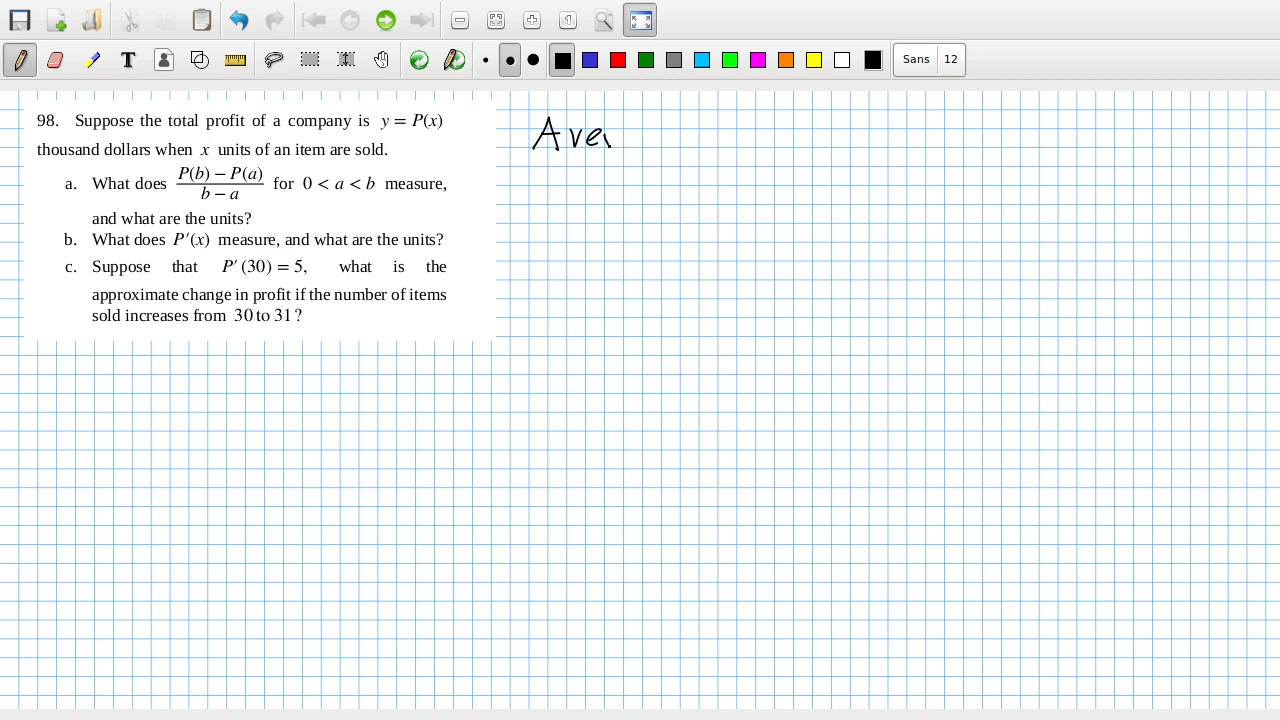 Sans 12
98. Suppose the total profit of a company is y = P(x)
thousand dollars when x units of an item are sold.
a. What does \frac{P(b) − P(a)}{b − a} for 0 < a < b measure,
and what are the units?
b. What does P′(x) measure, and what are the units?
c. Suppose that P′ (30) = 5, what is the
approximate change in profit if the number of items
sold increases from 30 to 31 ?